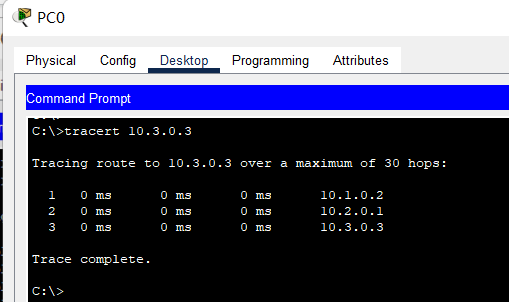 PC0
Physical Config Desktop Programming Attributes
Command Prompt
C:\>tracert 10.3.0.3
Tracing route to 10.3.0.3 over a maximum of 30 hops:
1 0 ms 0 ms 0 ms 10.1.0.2
2 0 ms 0 ms 0 ms 10.2.0.1
3 0 ms 0 ms 0 ms 10.3.0.3
Trace complete.
C:\>